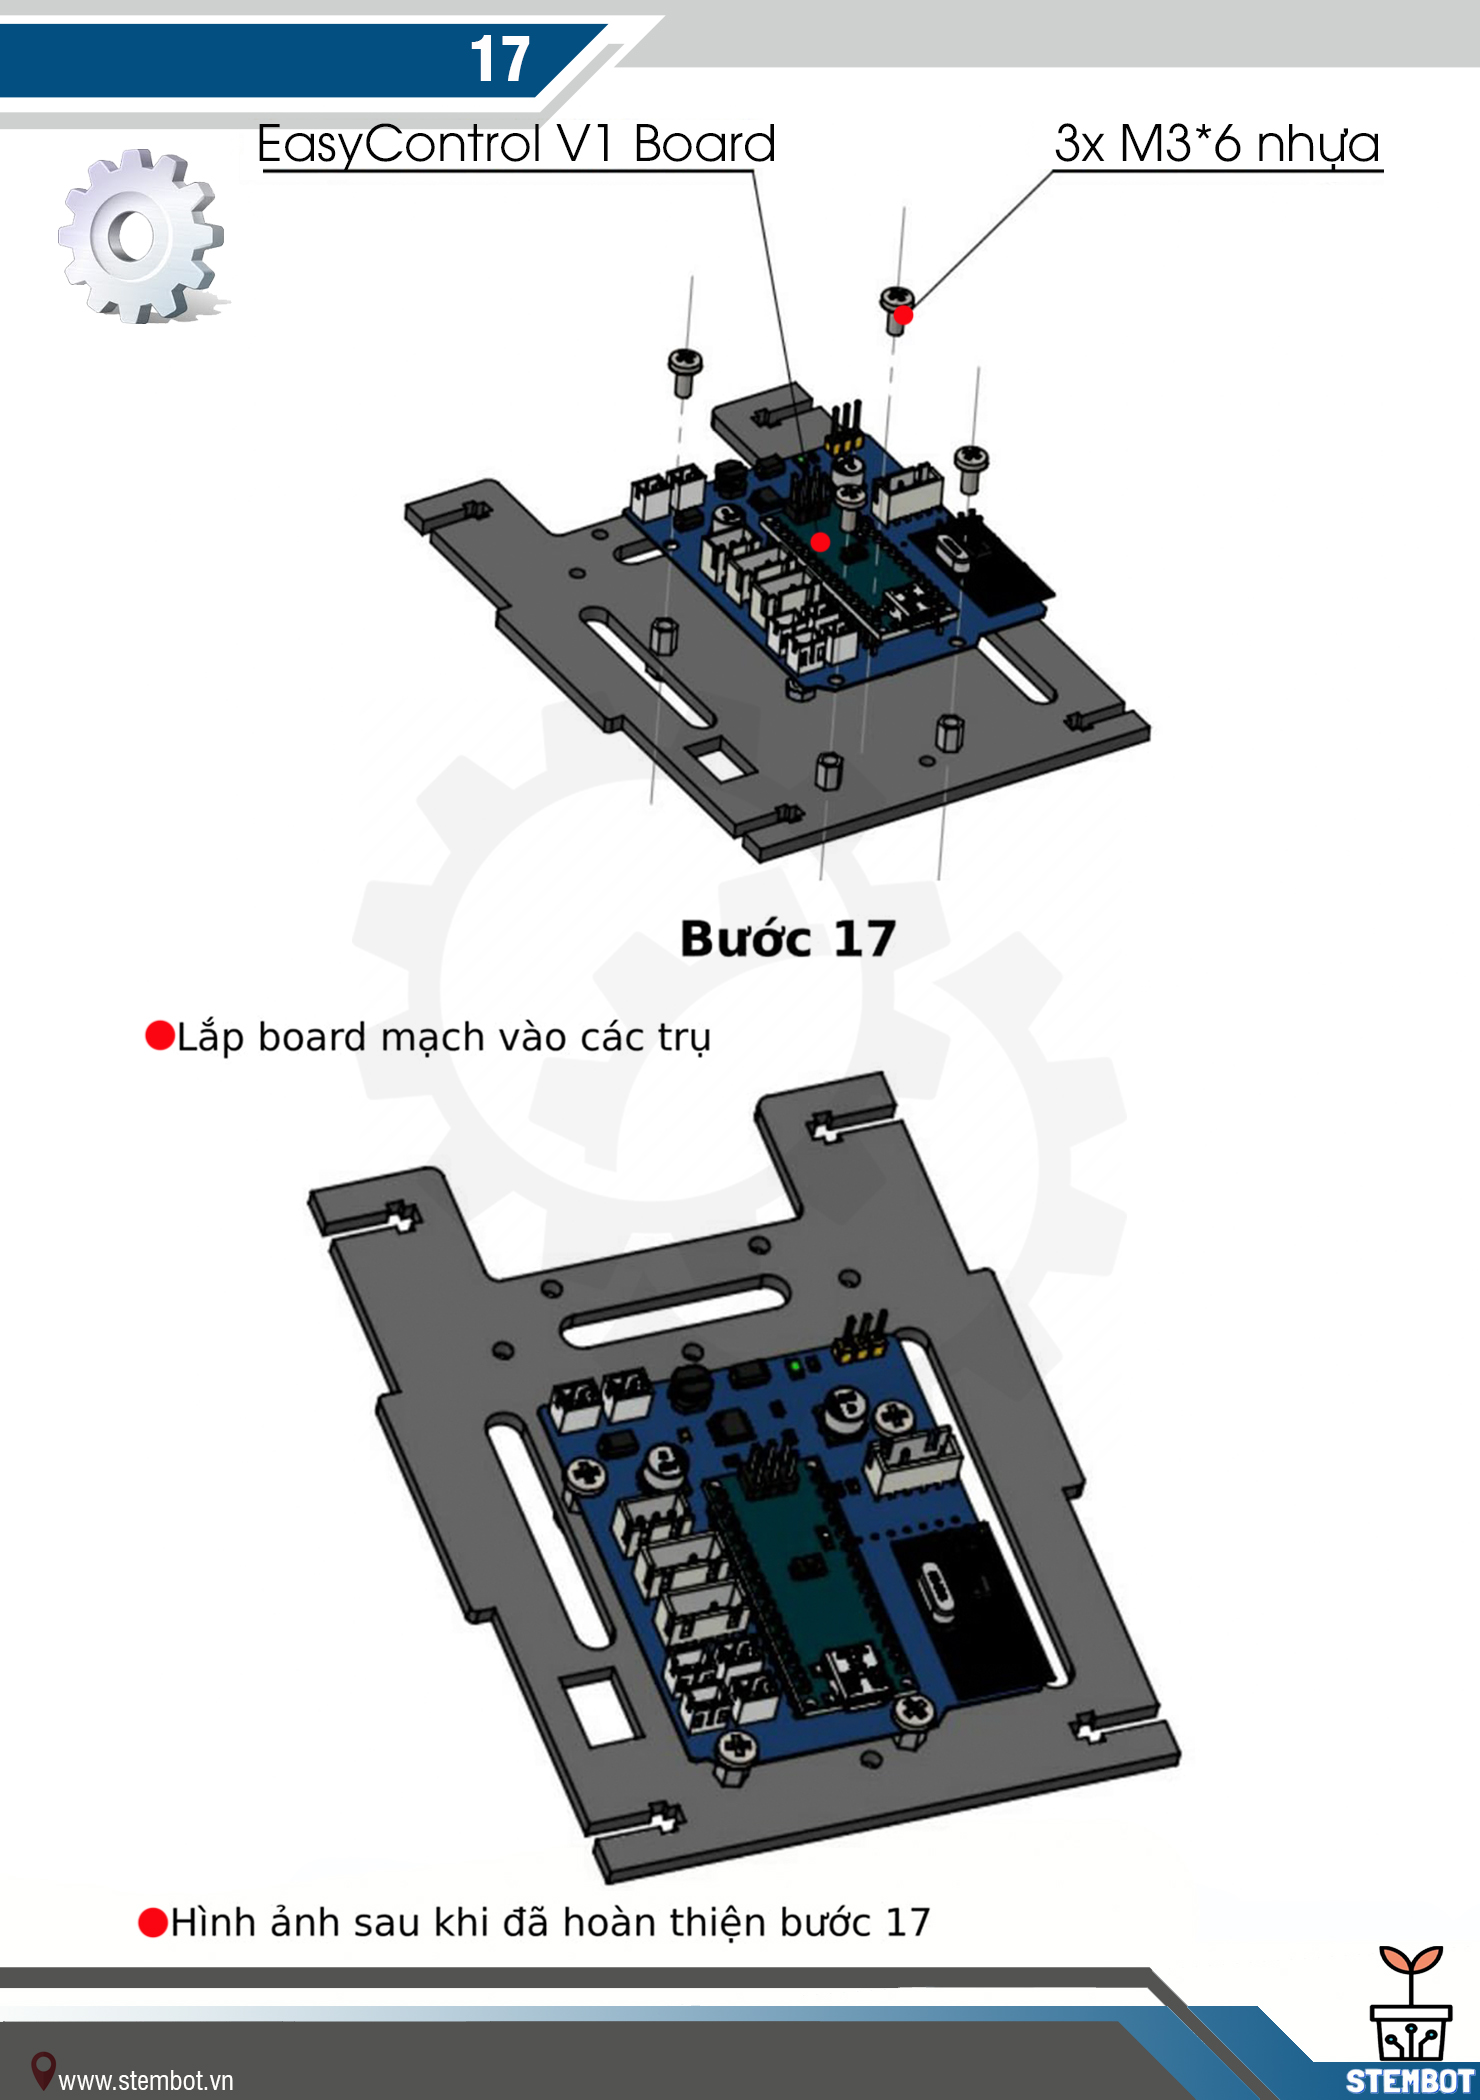 17
EasyControl V1 Board
3x M3*6 nhựa
Bước 17
Lắp board mạch vào các trụ
Hình ảnh sau khi đã hoàn thiện bước 17
www.stembot.vn
STEMBOT